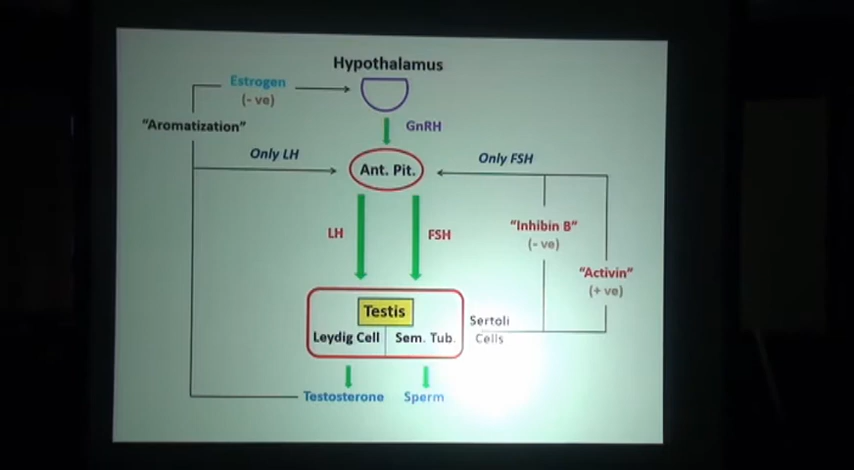 Hypothalamus
Estrogen
(- ve)
"Aromatization"
GnRH
Only LH
Only FSH
Ant. Pit.
LH
FSH
"Inhibin B"
(- ve)
"Activin"
(+ ve)
Testis
Leydig Cell
Sem. Tub.
Sertoli
Cells
Testosterone
Sperm